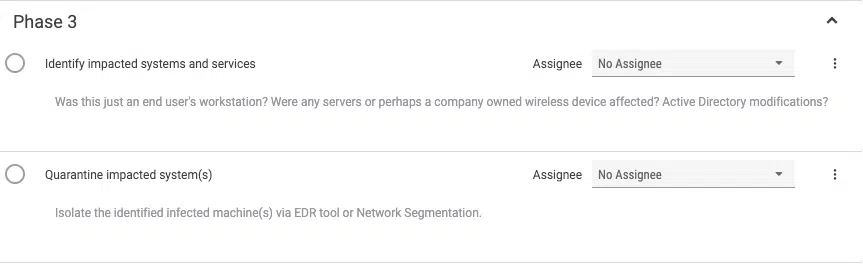 Phase 3
Identify impacted systems and services
Assignee
No Assignee
Was this just an end user's workstation? Were any servers or perhaps a company owned wireless device affected? Active Directory modifications?
Quarantine impacted system(s)
Assignee
No Assignee
Isolate the identified infected machine(s) via EDR tool or Network Segmentation.